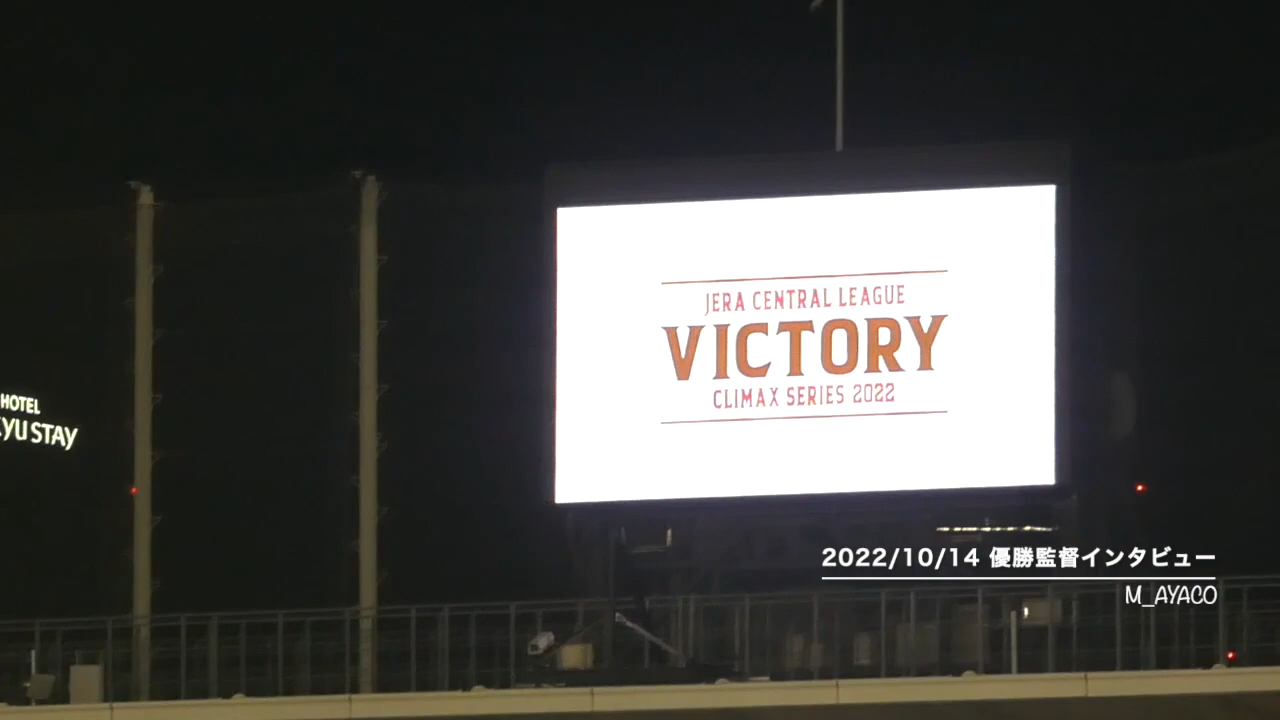 HOTEL
YU STAY
JERA CENTRAL LEAGUE
VICTORY
CLIMAX SERIES 2022
2022/10/14 優勝監督インタビュー
M_AYACO